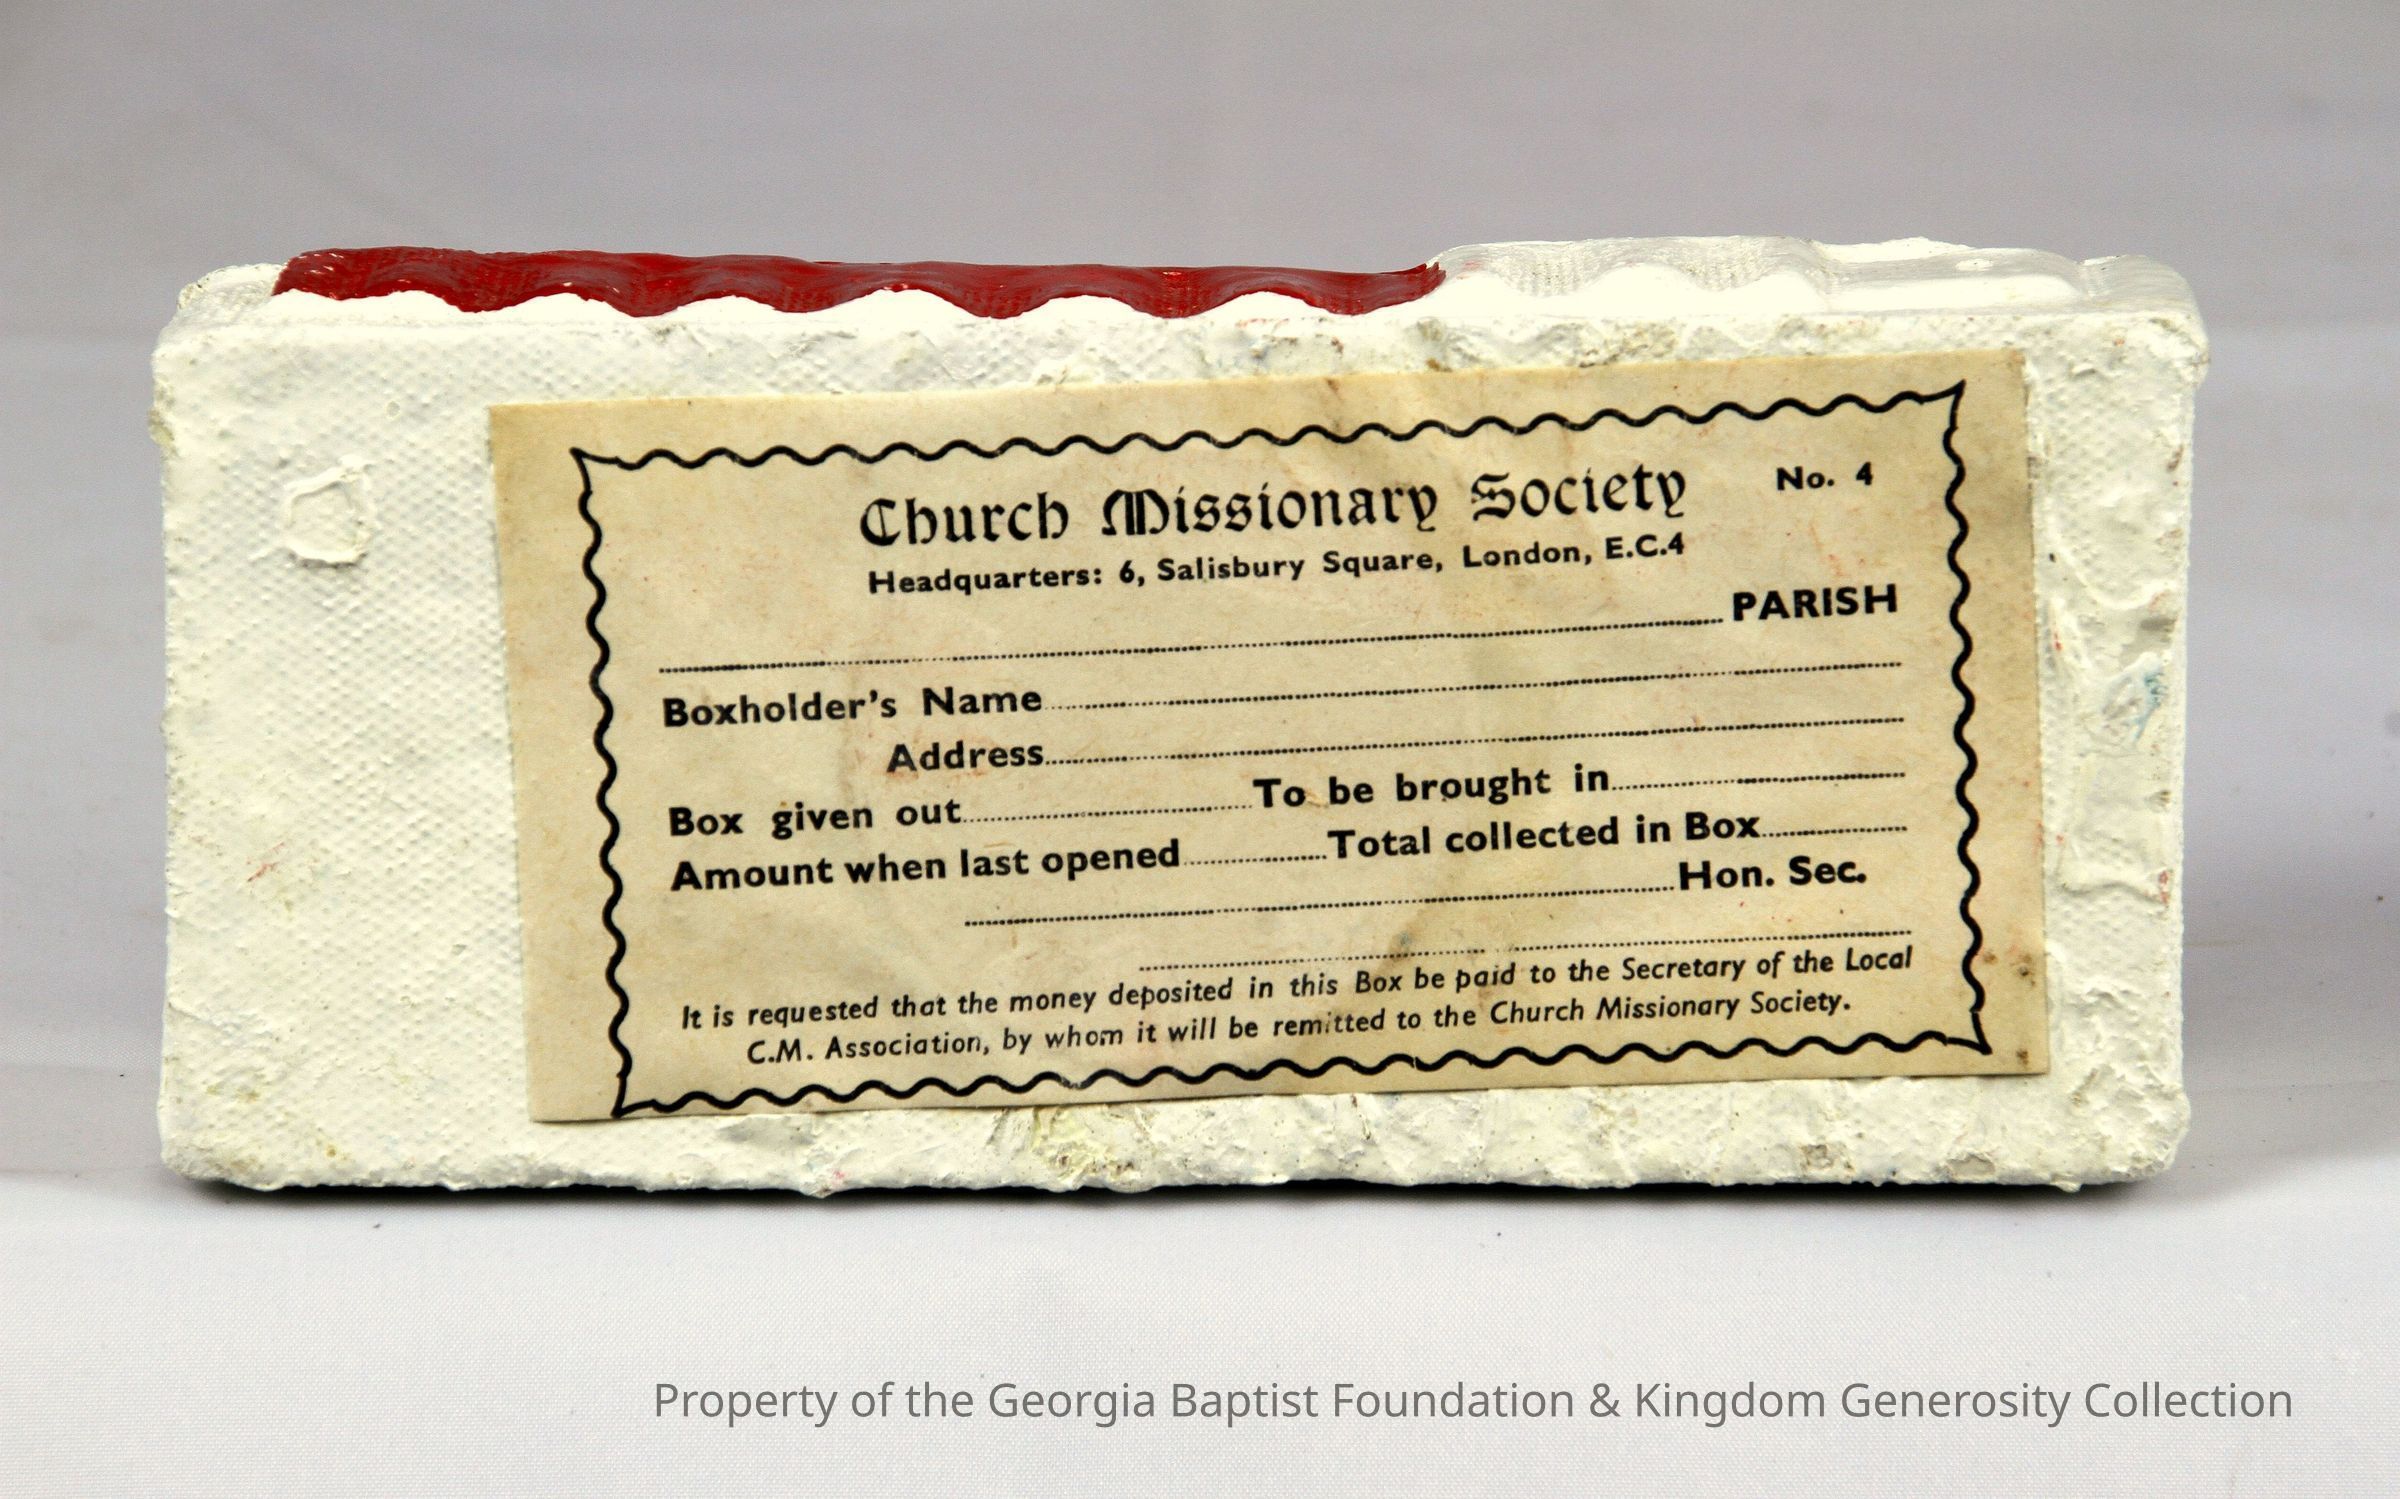 Church Missionary Society No. 4
Headquarters: 6, Salisbury Square, London, E.C.4
PARISH
Boxholder's Name
Address
Box given out To be brought in
Amount when last opened Total collected in Box
Hon. Sec.
It is requested that the money deposited in this Box be paid to the Secretary of the Local
C.M. Association, by whom it will be remitted to the Church Missionary Society.
Property of the Georgia Baptist Foundation & Kingdom Generosity Collection